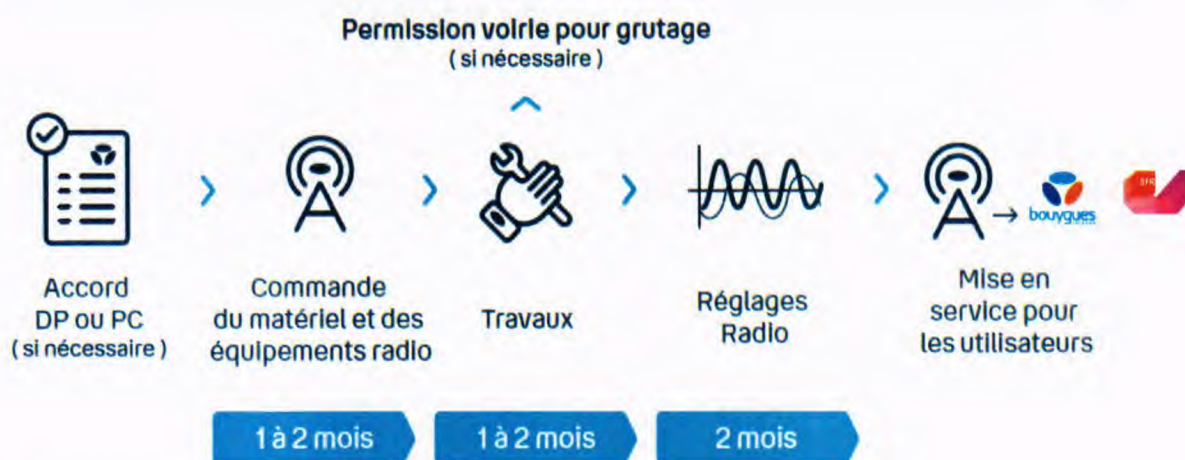 Permission voirie pour grutage
( si nécessaire )
Accord
DP ou PC
( si nécessaire )
Commande
du matériel et des
équipements radio
Travaux
Réglages
Radio
bouygues
SFR
Mise en
service pour
les utilisateurs
1 à 2 mois
1 à 2 mois
2 mois